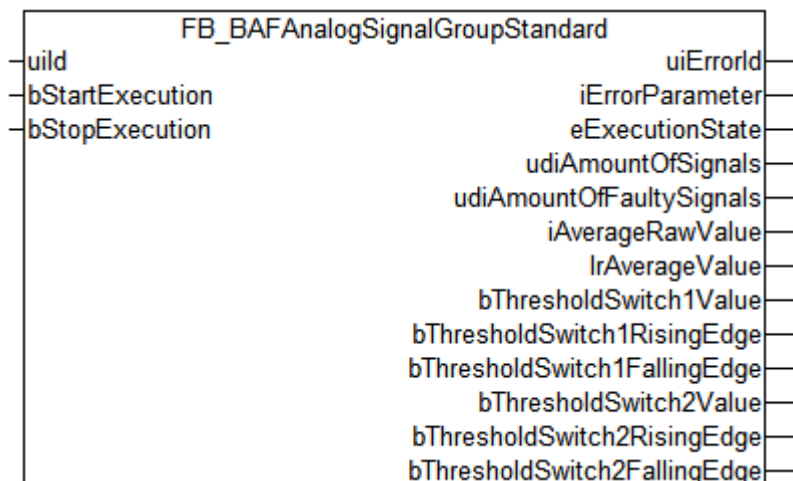 FB_BAFAnalogSignalGroupStandard
uiId uiErrorId
bStartExecution iErrorParameter
bStopExecution eExecutionState
udiAmountOfSignals
udiAmountOfFaultySignals
iAverageRawValue
lrAverageValue
bThresholdSwitch1Value
bThresholdSwitch1RisingEdge
bThresholdSwitch1FallingEdge
bThresholdSwitch2Value
bThresholdSwitch2RisingEdge
bThresholdSwitch2FallingEdge